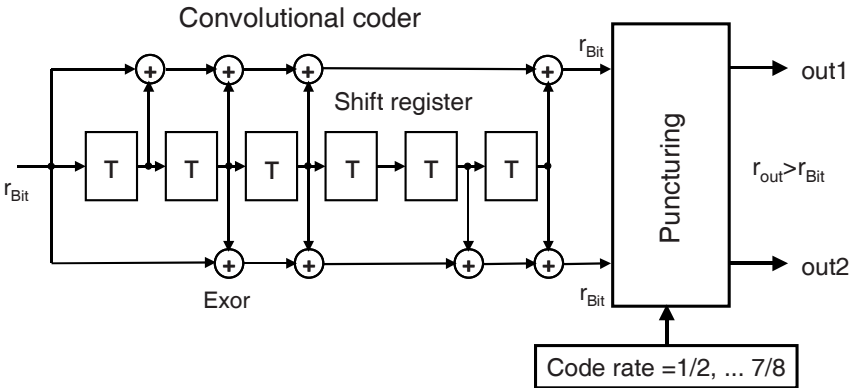 Convolutional coder
+ + + +
r_Bit
out1
Shift register
T T T T T T
Puncturing
r_Bit
r_out>r_Bit
+ + + +
out2
Exor
r_Bit
Code rate =1/2, ... 7/8